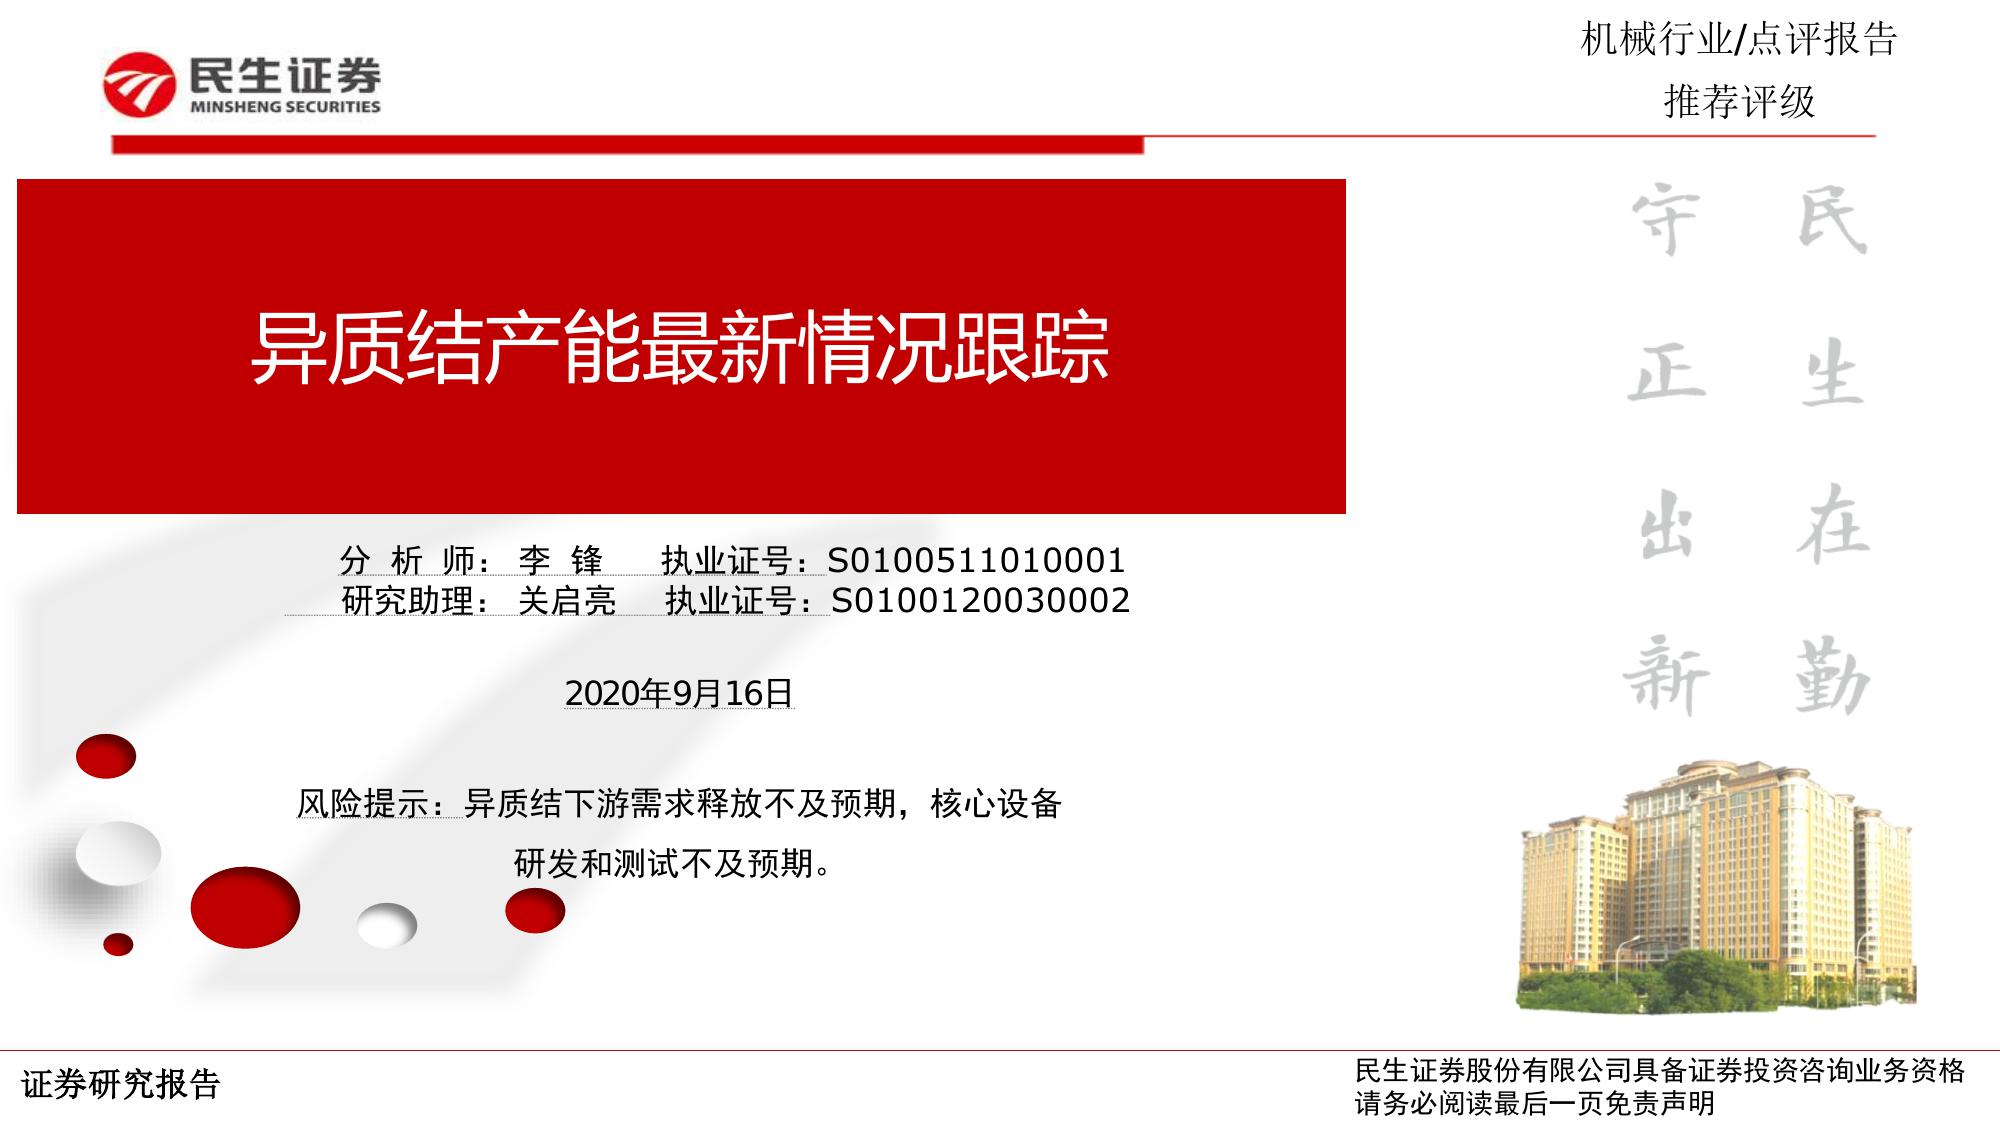 民生证券
MINSHENG SECURITIES
机械行业/点评报告
推荐评级
异质结产能最新情况跟踪
分 析 师： 李 锋 执业证号：S0100511010001
研究助理： 关启亮 执业证号：S0100120030002
2020年9月16日
风险提示：异质结下游需求释放不及预期，核心设备
研发和测试不及预期。
民生在勤
守正出新
证券研究报告
民生证券股份有限公司具备证券投资咨询业务资格
请务必阅读最后一页免责声明